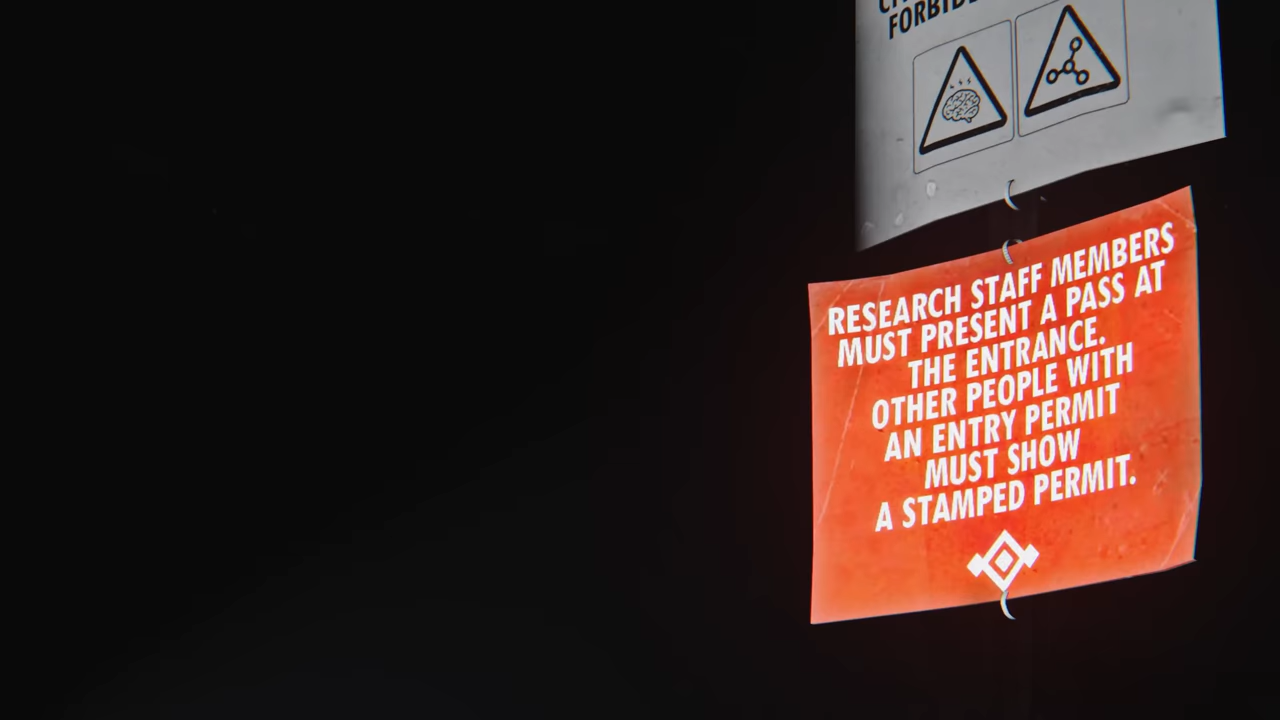 RESEARCH STAFF MEMBERS
MUST PRESENT A PASS AT
THE ENTRANCE.
OTHER PEOPLE WITH
AN ENTRY PERMIT
MUST SHOW
A STAMPED PERMIT.